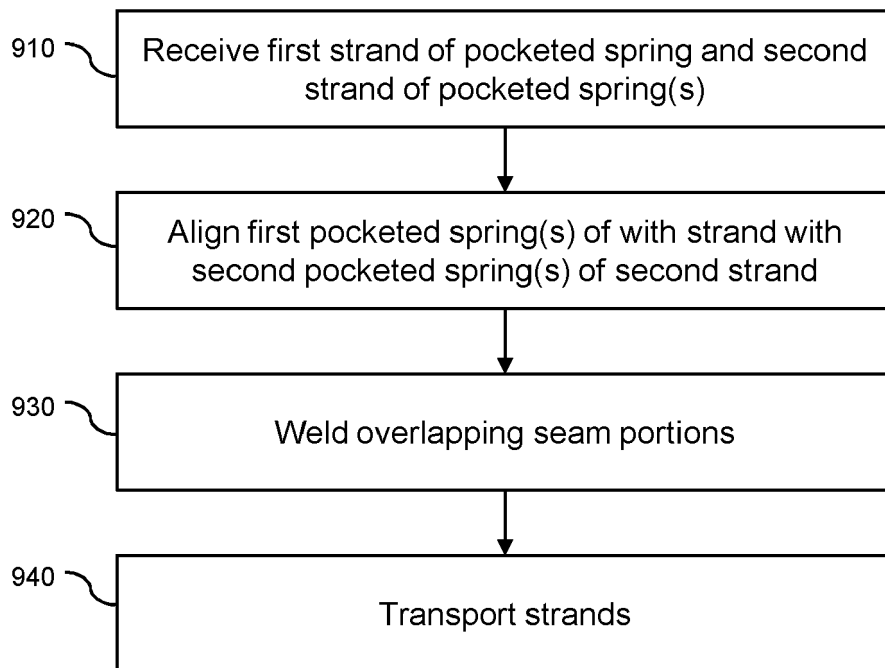 910
Receive first strand of pocketed spring and second
strand of pocketed spring(s)
920
Align first pocketed spring(s) of with strand with
second pocketed spring(s) of second strand
930
Weld overlapping seam portions
940
Transport strands